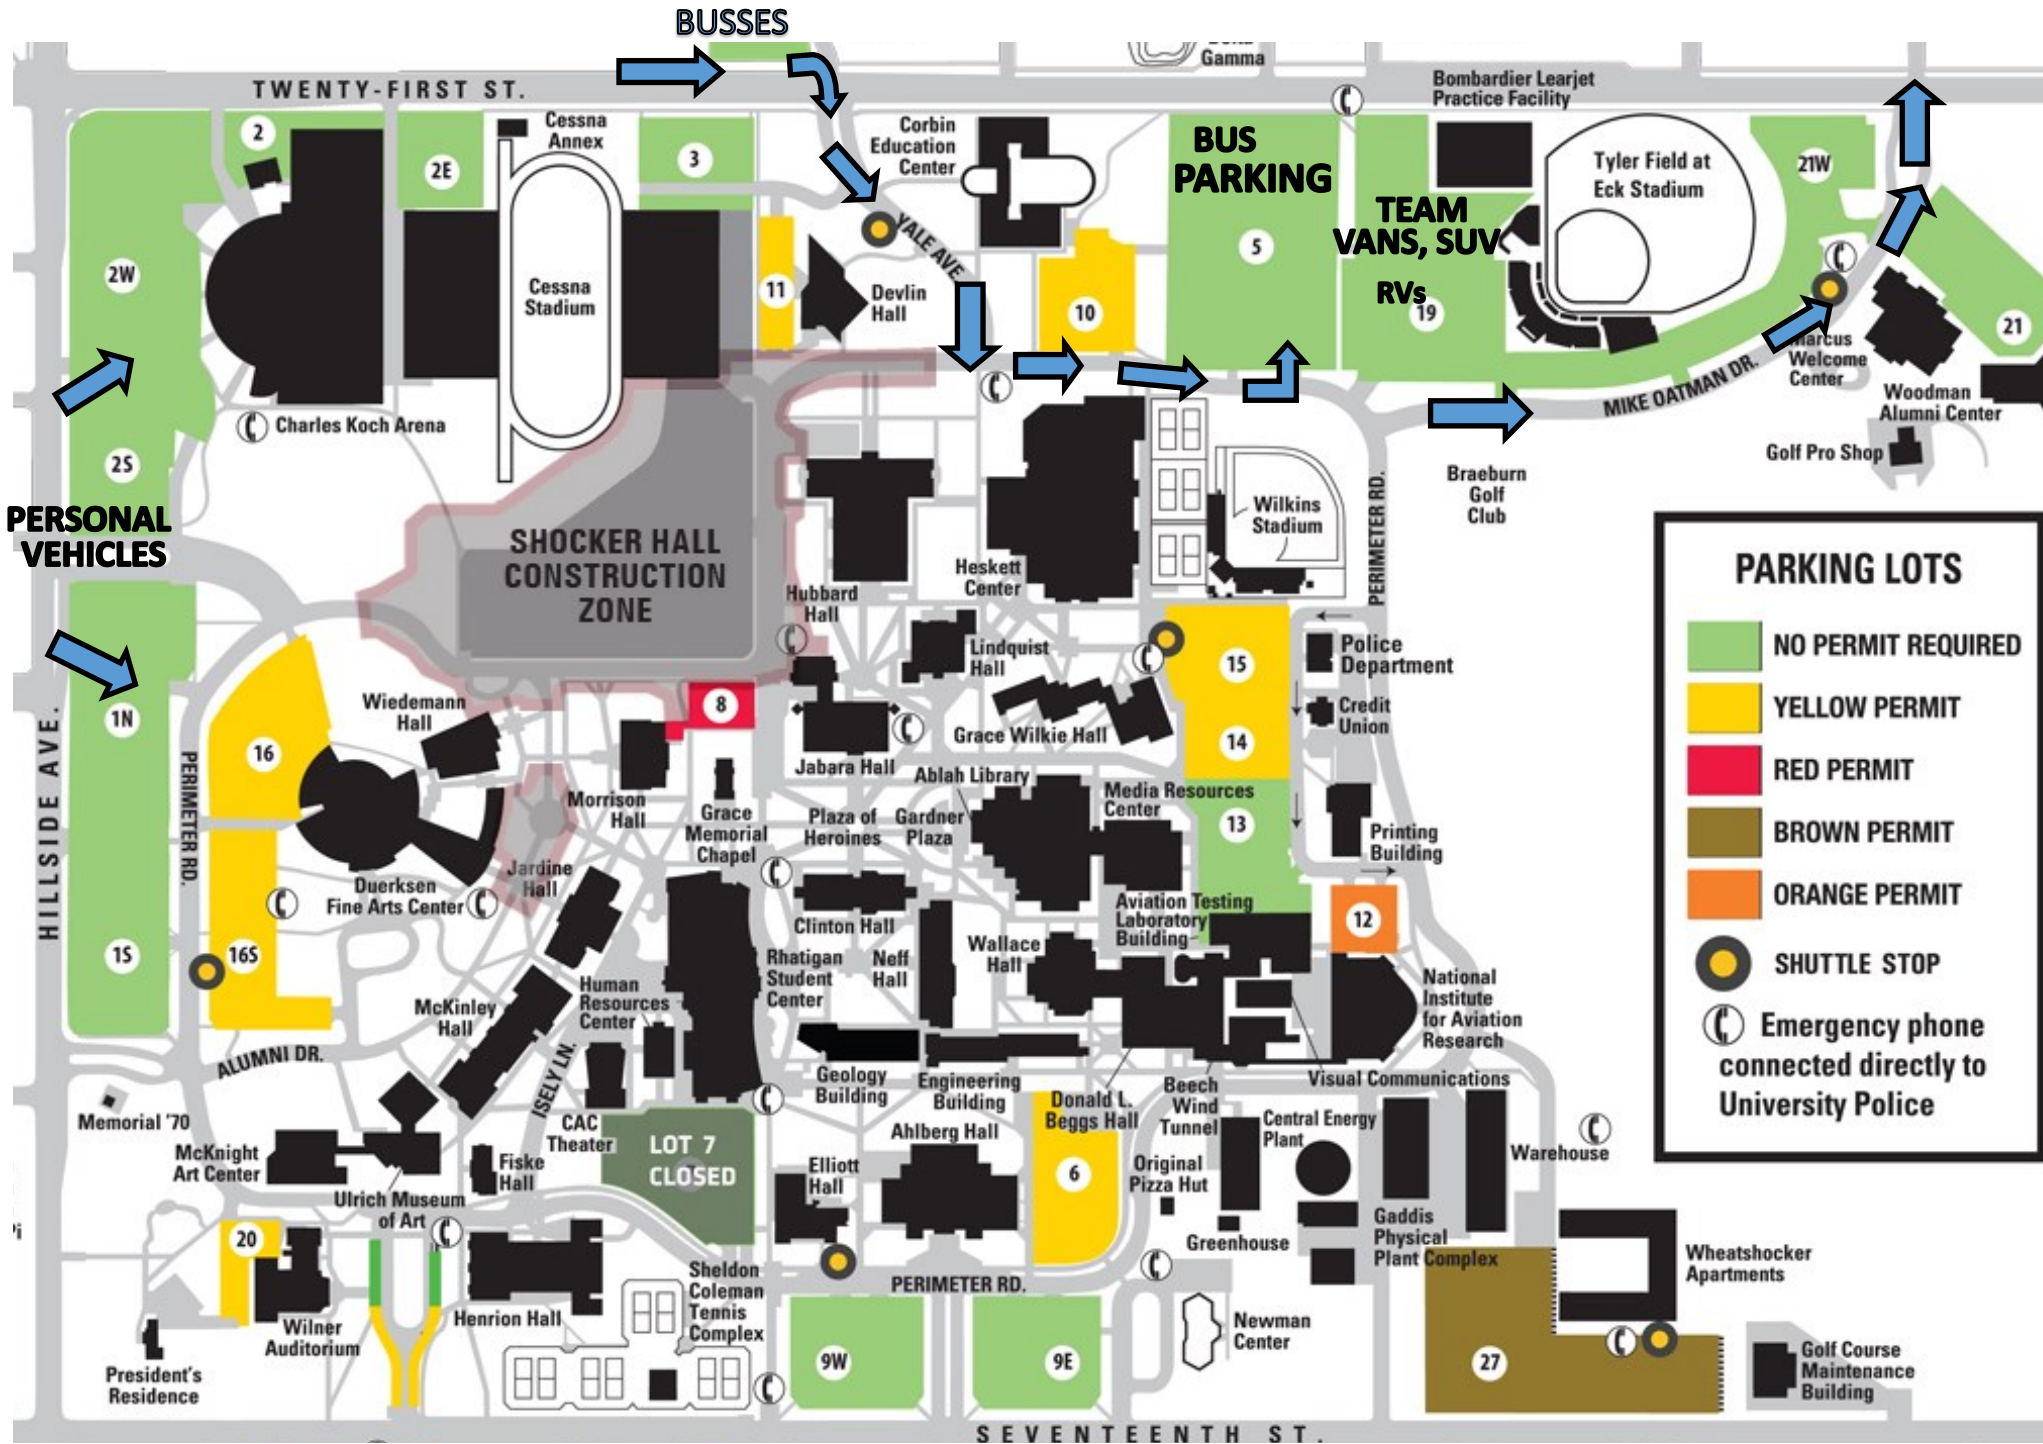 BUSSES
Gamma
TWENTY-FIRST ST.
Bombardier Learjet
Practice Facility
2
2E
Cessna
Annex
3
Corbin
Education
Center
BUS
PARKING
5
TEAM
VANS, SUV
RVs
19
Tyler Field at
Eck Stadium
21W
21
2W
Cessna
Stadium
11
Devlin
Hall
YALE AVE.
10
Marcus
Welcome
Center
MIKE OATMAN DR.
Woodman
Alumni Center
Golf Pro Shop
Braeburn
Golf
Club
Charles Koch Arena
2S
PERSONAL
VEHICLES
SHOCKER HALL
CONSTRUCTION
ZONE
Hubbard
Hall
Heskett
Center
Wilkins
Stadium
PERIMETER RD.
Lindquist
Hall
15
14
13
Police
Department
Credit
Union
Printing
Building
12
1N
HILLSIDE AVE.
PERIMETER RD.
16
Wiedemann
Hall
8
Morrison
Hall
Grace
Memorial
Chapel
Jabara Hall
Grace Wilkie Hall
Ablah Library
Media Resources
Center
Plaza of
Heroines
Gardner
Plaza
Jardine
Hall
Duerksen
Fine Arts Center
Clinton Hall
Aviation Testing
Laboratory
Building
1S
16S
Rhatigan
Student
Center
Neff
Hall
Wallace
Hall
National
Institute
for Aviation
Research
McKinley
Hall
Human
Resources
Center
ALUMNI DR.
ISELY LN.
Geology
Building
Engineering
Building
Donald L.
Beggs Hall
Beech
Wind
Tunnel
Visual Communications
Memorial '70
CAC
Theater
LOT 7
CLOSED
McKnight
Art Center
Fiske
Hall
Elliott
Hall
Ahlberg Hall
6
Original
Pizza Hut
Central Energy
Plant
Warehouse
Ulrich Museum
of Art
20
Greenhouse
Gaddis
Physical
Plant Complex
Wheatshocker
Apartments
Henrion Hall
Wilner
Auditorium
Sheldon
Coleman
Tennis
Complex
PERIMETER RD.
President's
Residence
9W
9E
Newman
Center
27
Golf Course
Maintenance
Building
SEVENTEENTH ST.
PARKING LOTS
NO PERMIT REQUIRED
YELLOW PERMIT
RED PERMIT
BROWN PERMIT
ORANGE PERMIT
SHUTTLE STOP
Emergency phone
connected directly to
University Police